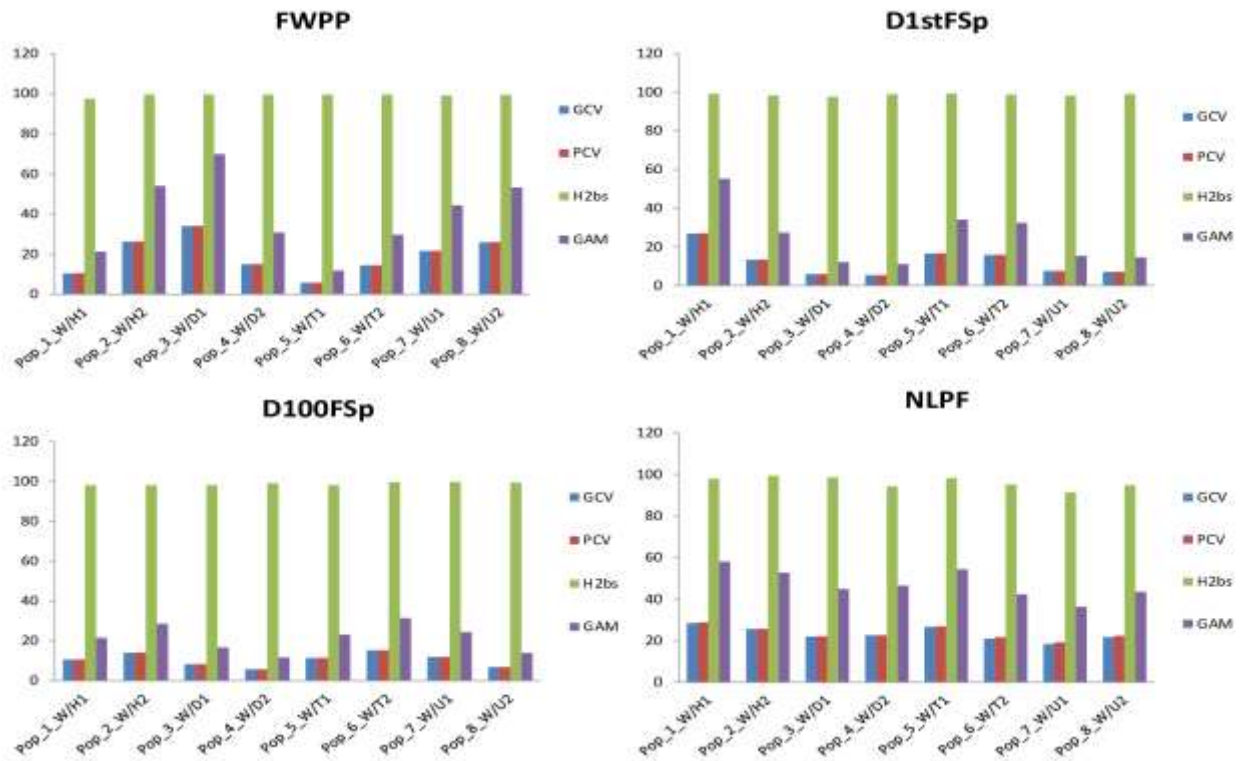 FWPP
120
100
80
60
40
20
0
GCV
PCV
H2bs
GAM
Pop_1_W/H1
Pop_2_W/H2
Pop_3_W/D1
Pop_4_W/D2
Pop_5_W/T1
Pop_6_W/T2
Pop_7_W/U1
Pop_8_W/U2
D1stFSp
120
100
80
60
40
20
0
GCV
PCV
H2bs
GAM
Pop_1_W/H1
Pop_2_W/H2
Pop_3_W/D1
Pop_4_W/D2
Pop_5_W/T1
Pop_6_W/T2
Pop_7_W/U1
Pop_8_W/U2
D100FSp
120
100
80
60
40
20
0
GCV
PCV
H2bs
GAM
Pop_1_W/H1
Pop_2_W/H2
Pop_3_W/D1
Pop_4_W/D2
Pop_5_W/T1
Pop_6_W/T2
Pop_7_W/U1
Pop_8_W/U2
NLPF
120
100
80
60
40
20
0
GCV
PCV
H2bs
GAM
Pop_1_W/H1
Pop_2_W/H2
Pop_3_W/D1
Pop_4_W/D2
Pop_5_W/T1
Pop_6_W/T2
Pop_7_W/U1
Pop_8_W/U2